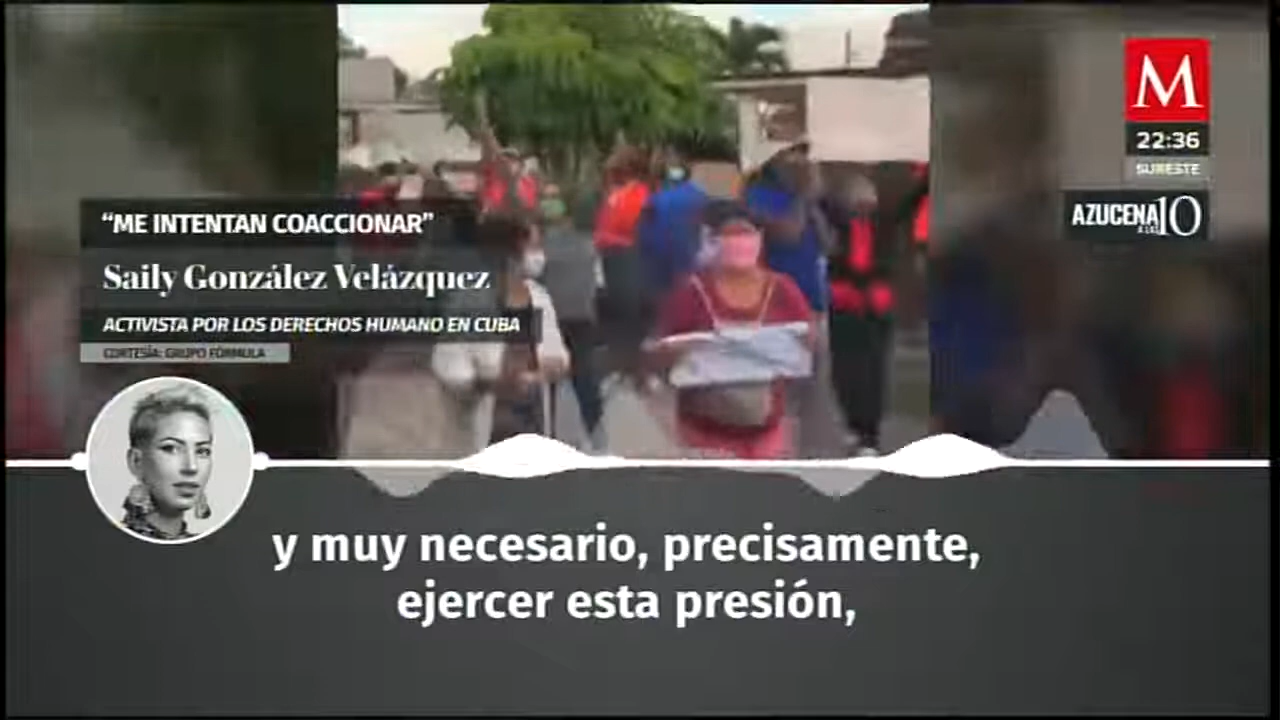 M
22:36
SURESTE
AZUCENA A LAS 10
“ME INTENTAN COACCIONAR”
Saily González Velázquez
ACTIVISTA POR LOS DERECHOS HUMANO EN CUBA
CORTESÍA: GRUPO FÓRMULA
y muy necesario, precisamente,
ejercer esta presión,